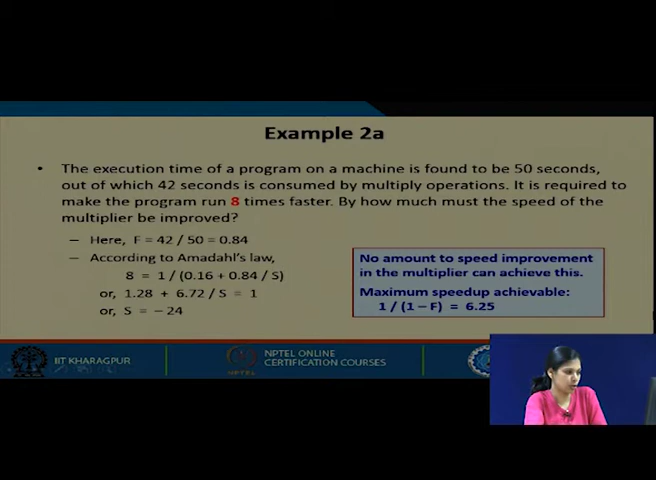 Example 2a
• The execution time of a program on a machine is found to be 50 seconds,
out of which 42 seconds is consumed by multiply operations. It is required to
make the program run 8 times faster. By how much must the speed of the
multiplier be improved?
– Here, F = 42 / 50 = 0.84
– According to Amadahl's law,
8 = 1 / (0.16 + 0.84 / S)
or, 1.28 + 6.72 / S = 1
or, S = – 24
No amount to speed improvement
in the multiplier can achieve this.
Maximum speedup achievable:
1 / (1 – F) = 6.25
IIT KHARAGPUR
NPTEL ONLINE
CERTIFICATION COURSES
NPTEL